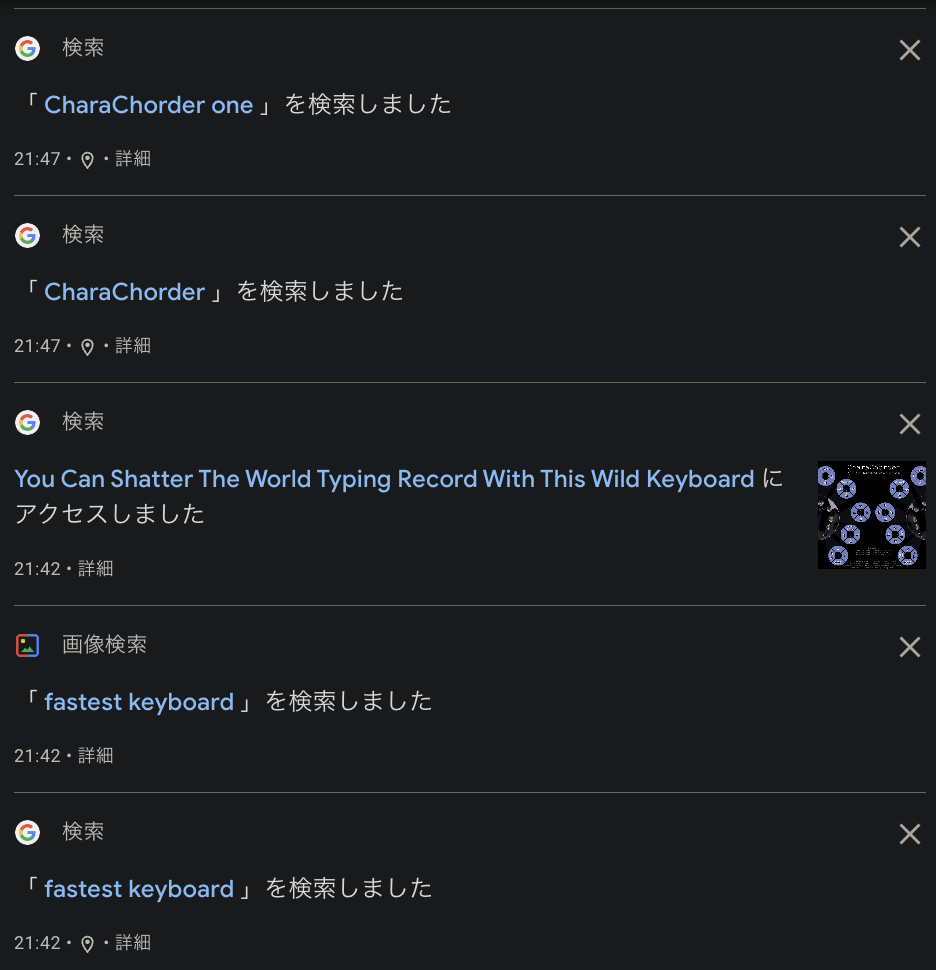 検索
「 CharaChorder one 」 を検索しました
21:47・ ・詳細
検索
「 CharaChorder 」 を検索しました
21:47・ ・詳細
検索
You Can Shatter The World Typing Record With This Wild Keyboard に
アクセスしました
CharaChorder
21:42・詳細
画像検索
「 fastest keyboard 」 を検索しました
21:42・詳細
検索
「 fastest keyboard 」 を検索しました
21:42・ ・詳細